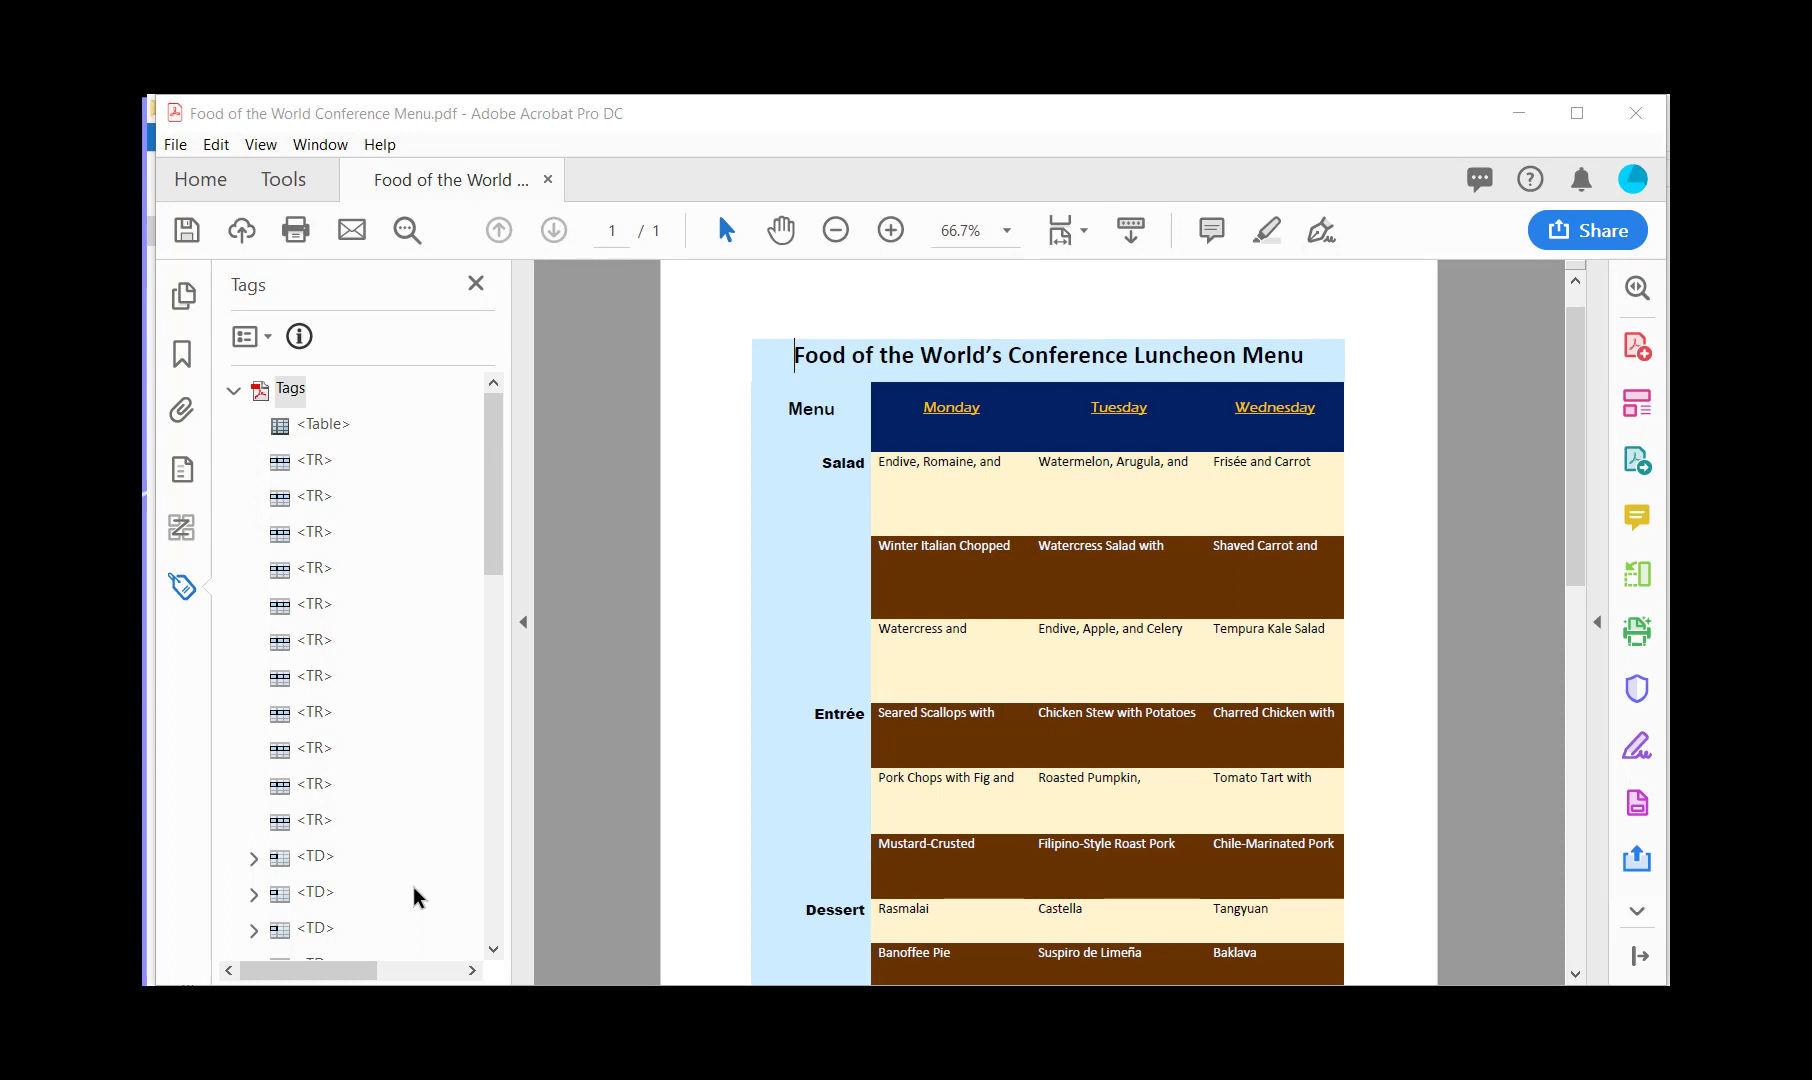 Food of the World Conference Menu.pdf - Adobe Acrobat Pro DC
File Edit View Window Help
Home Tools Food of the World ... ×
1 / 1 66.7% Share
Tags
Tags
<Table>
<TR>
<TR>
<TR>
<TR>
<TR>
<TR>
<TR>
<TR>
<TR>
<TR>
<TR>
<TD>
<TD>
<TD>
Food of the World’s Conference Luncheon Menu
Menu Monday Tuesday Wednesday
Salad Endive, Romaine, and Watermelon, Arugula, and Frisée and Carrot
Winter Italian Chopped Watercress Salad with Shaved Carrot and
Watercress and Endive, Apple, and Celery Tempura Kale Salad
Entrée Seared Scallops with Chicken Stew with Potatoes Charred Chicken with
Pork Chops with Fig and Roasted Pumpkin, Tomato Tart with
Mustard-Crusted Filipino-Style Roast Pork Chile-Marinated Pork
Dessert Rasmalai Castella Tangyuan
Banoffee Pie Suspiro de Limeña Baklava